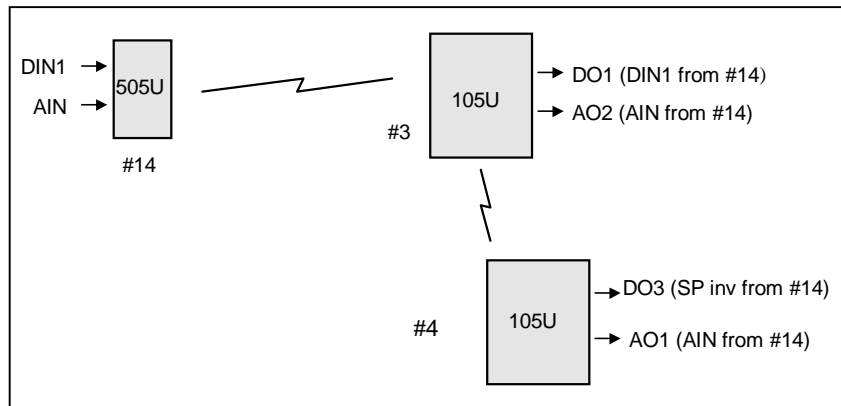 DIN1
AIN
505U
#14
105U
#3
DO1 (DIN1 from #14)
AO2 (AIN from #14)
#4
105U
DO3 (SP inv from #14)
AO1 (AIN from #14)